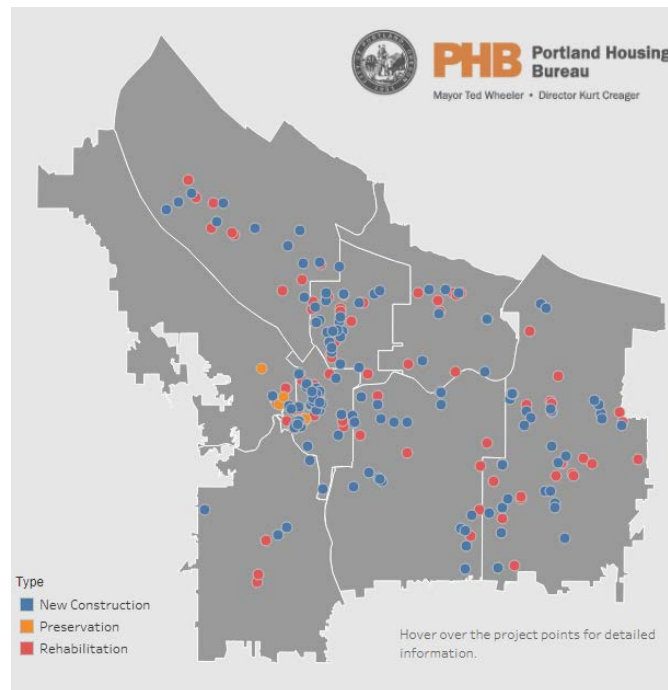 PHB Portland Housing
Bureau
Mayor Ted Wheeler • Director Kurt Creager
Type
New Construction
Preservation
Rehabilitation
Hover over the project points for detailed
information.